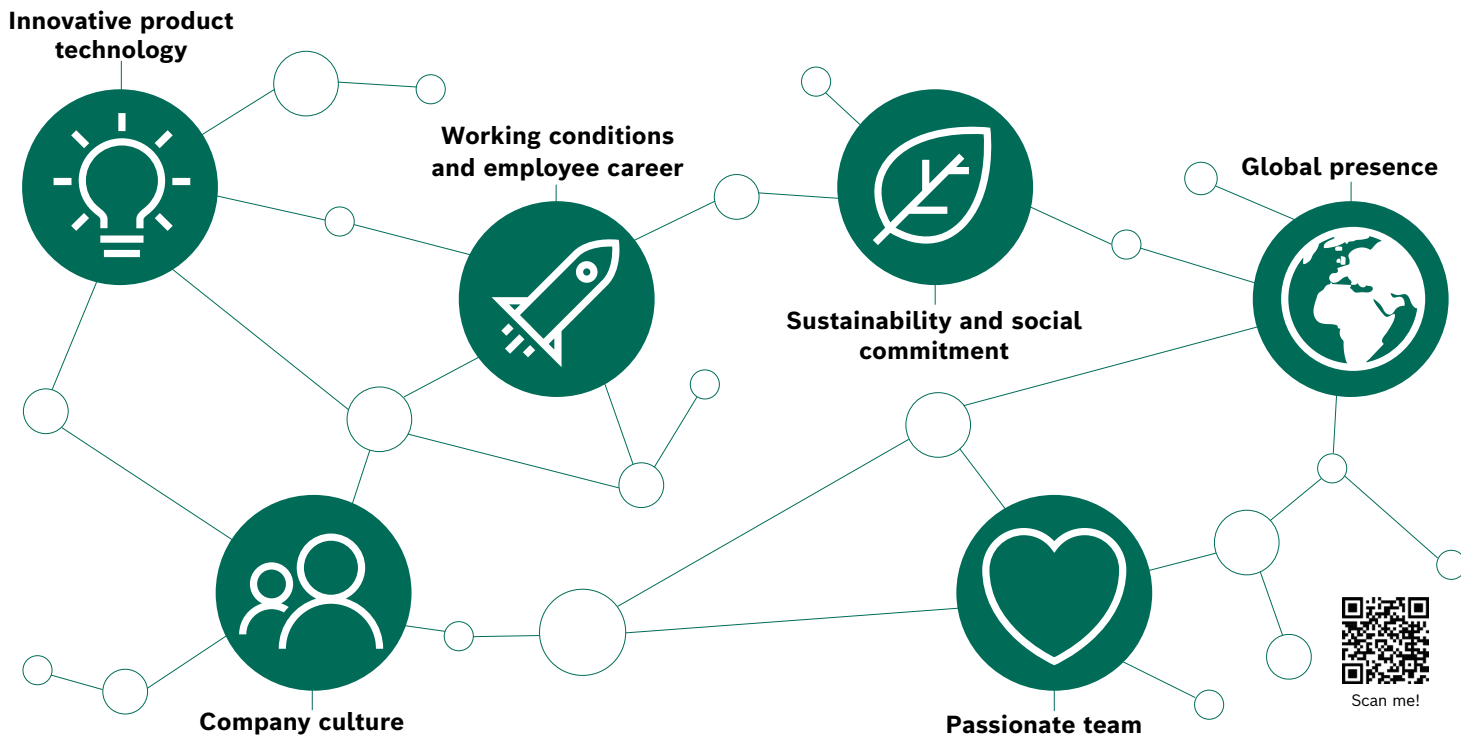 Innovative product
technology
Working conditions
and employee career
Sustainability and social
commitment
Global presence
Company culture
Passionate team
Scan me!